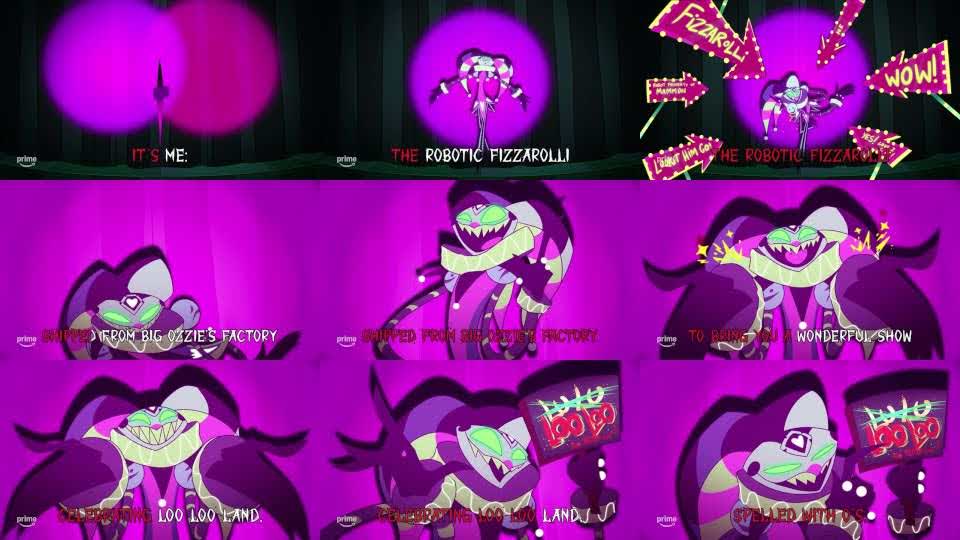 IT'S ME:
prime
THE ROBOTIC FIZZAROLLI
prime
FIZZAROLLI
WOW!
MAMMON
THE ROBOTIC FIZZAROLLI
prime
SHIPPED FROM BIG OZZIE'S FACTORY
prime
SHIPPED FROM BIG OZZIE'S FACTORY
prime
TO BRING YOU A WONDERFUL SHOW
prime
CELEBRATING LOO LOO LAND,
prime
LOO LOO
CELEBRATING LOO LOO LAND,
prime
LOO LOO
SPELLED WITH O'S
prime